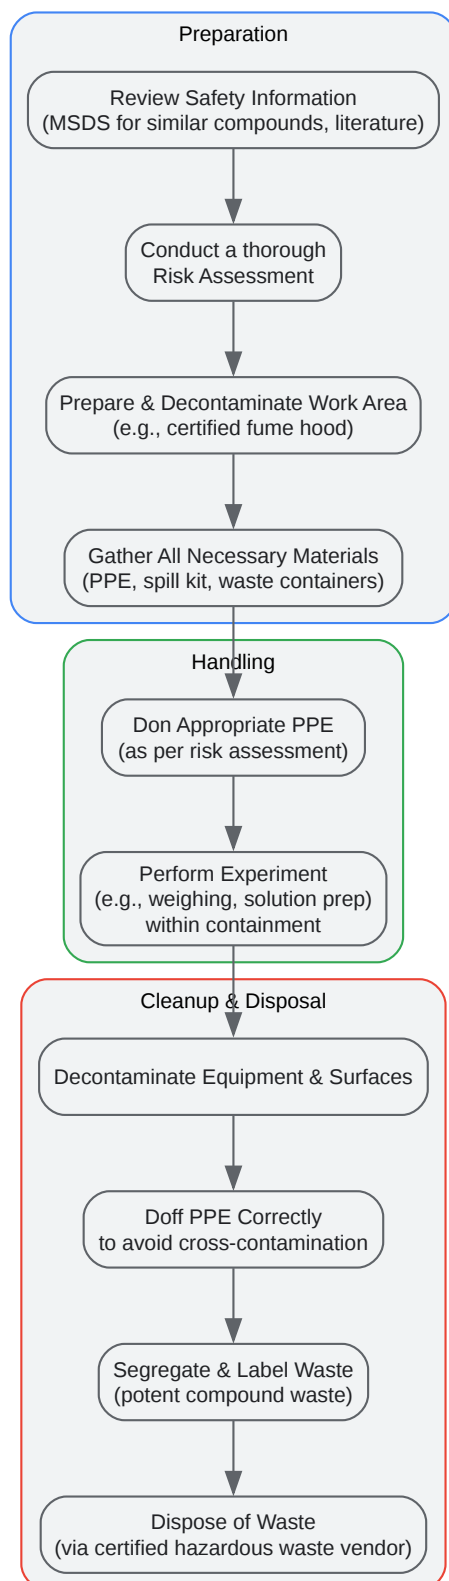 Preparation
Review Safety Information
(MSDS for similar compounds, literature)
Conduct a thorough
Risk Assessment
Prepare & Decontaminate Work Area
(e.g., certified fume hood)
Gather All Necessary Materials
(PPE, spill kit, waste containers)
Handling
Don Appropriate PPE
(as per risk assessment)
Perform Experiment
(e.g., weighing, solution prep)
within containment
Cleanup & Disposal
Decontaminate Equipment & Surfaces
Doff PPE Correctly
to avoid cross-contamination
Segregate & Label Waste
(potent compound waste)
Dispose of Waste
(via certified hazardous waste vendor)